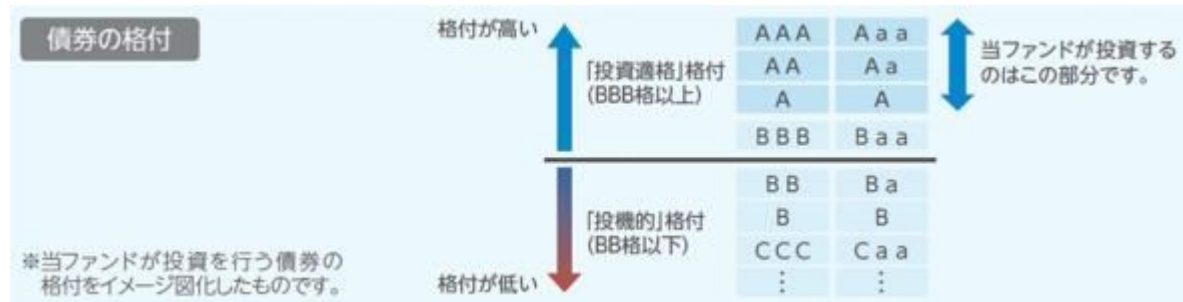 債券の格付
格付が高い
「投資適格」格付
(BBB格以上)
AAA Aaa
AA Aa
A A
BBB Baa
当ファンドが投資する
のはこの部分です。
「投機的」格付
(BB格以下)
BB Ba
B B
CCC Caa
⋮ ⋮
格付が低い
※当ファンドが投資を行う債券の
格付をイメージ図化したものです。